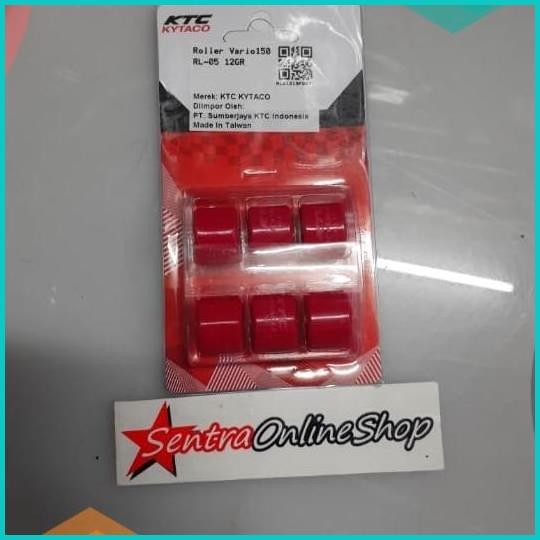 KTC
KYTACO
Roller Vario150
RL-05 12GR
Merek: KTC KYTACO
Diimpor Oleh:
PT. Sumberjaya KTC Indonesia
Made In Taiwan
SentraOnlineShop